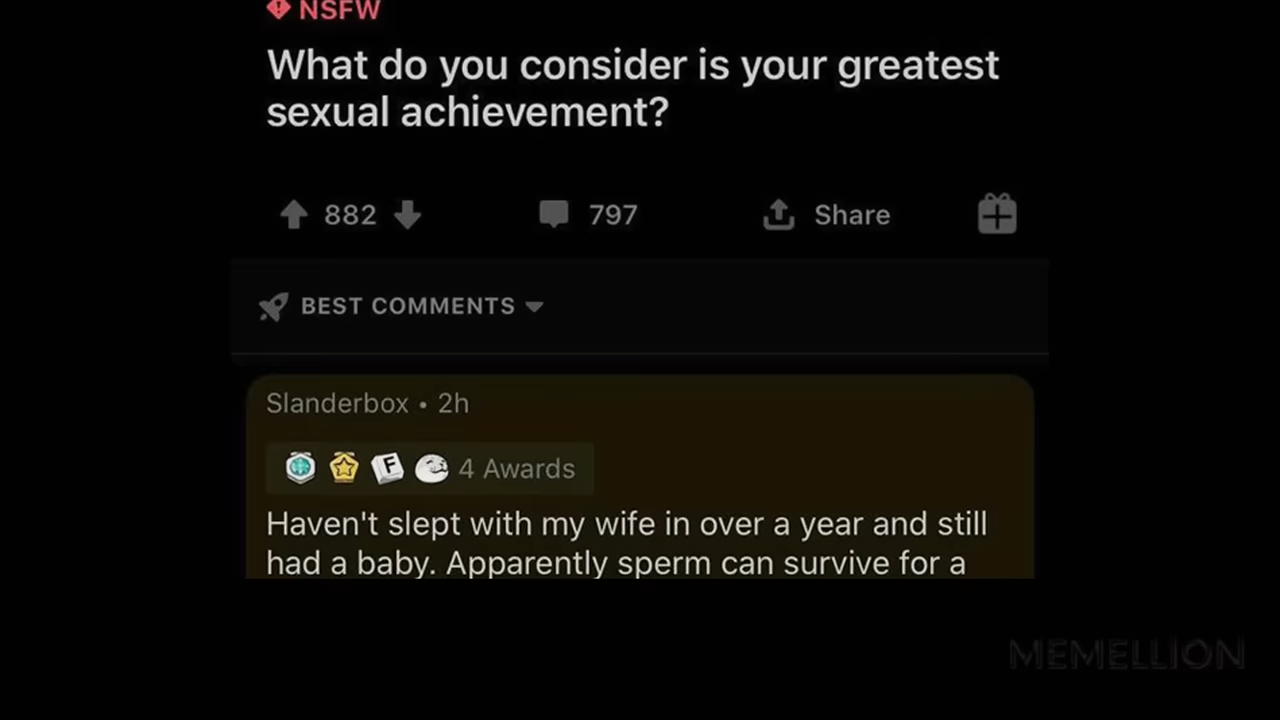 NSFW
What do you consider is your greatest
sexual achievement?
882
797
Share
BEST COMMENTS
Slanderbox • 2h
F
4 Awards
Haven't slept with my wife in over a year and still
had a baby. Apparently sperm can survive for a
MEMELLION